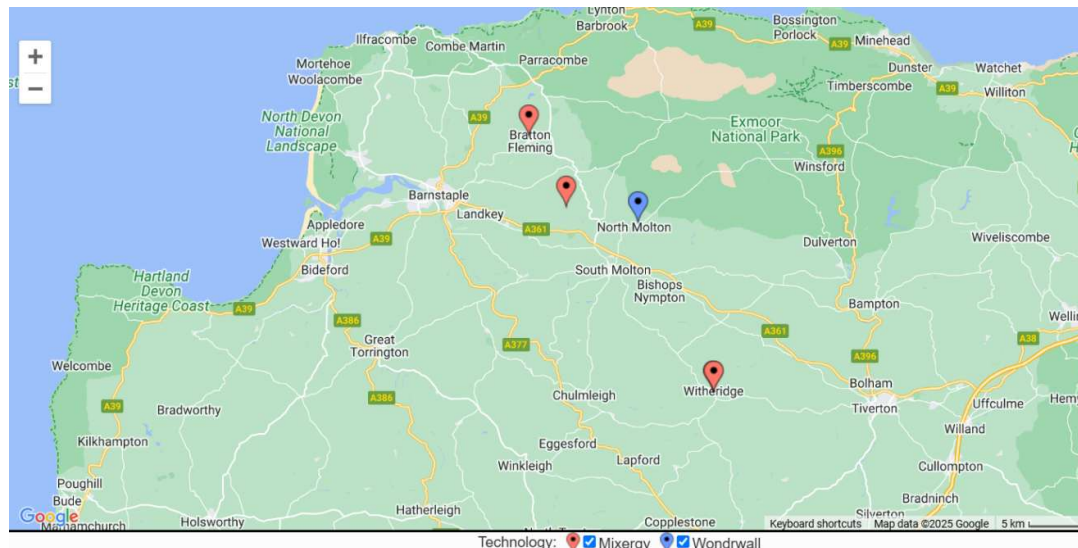 Lynton
Barbrook
Bossington
Porlock
A39
A39
Minehead
Ilfracombe
Combe Martin
Mortehoe
Woolacombe
Parracombe
Dunster
Watchet
A39
Williton
Timberscombe
North Devon
National
Landscape
A39
Bratton
Fleming
Exmoor
National Park
A396
Winsford
Barnstaple
Landkey
A361
North Molton
Appledore
Westward Ho!
A39
Bideford
Dulverton
Wiveliscombe
Hartland
Devon
Heritage Coast
South Molton
Bishops
Nympton
Bampton
A39
A386
Great
Torrington
A377
A361
A396
A38
Welli
Welcombe
A386
Witheridge
Chulmleigh
Bolham
Tiverton
Uffculme
Hem
A39
Bradworthy
Willand
Kilkhampton
Eggesford
Lapford
Winkleigh
Cullompton
Poughill
Bude
Marhamchurch
Holsworthy
Hatherleigh
Copplestone
Bradninch
Silverton
Google
Keyboard shortcuts Map data ©2025 Google 5 km
Technology: Mixergy Wondrwall